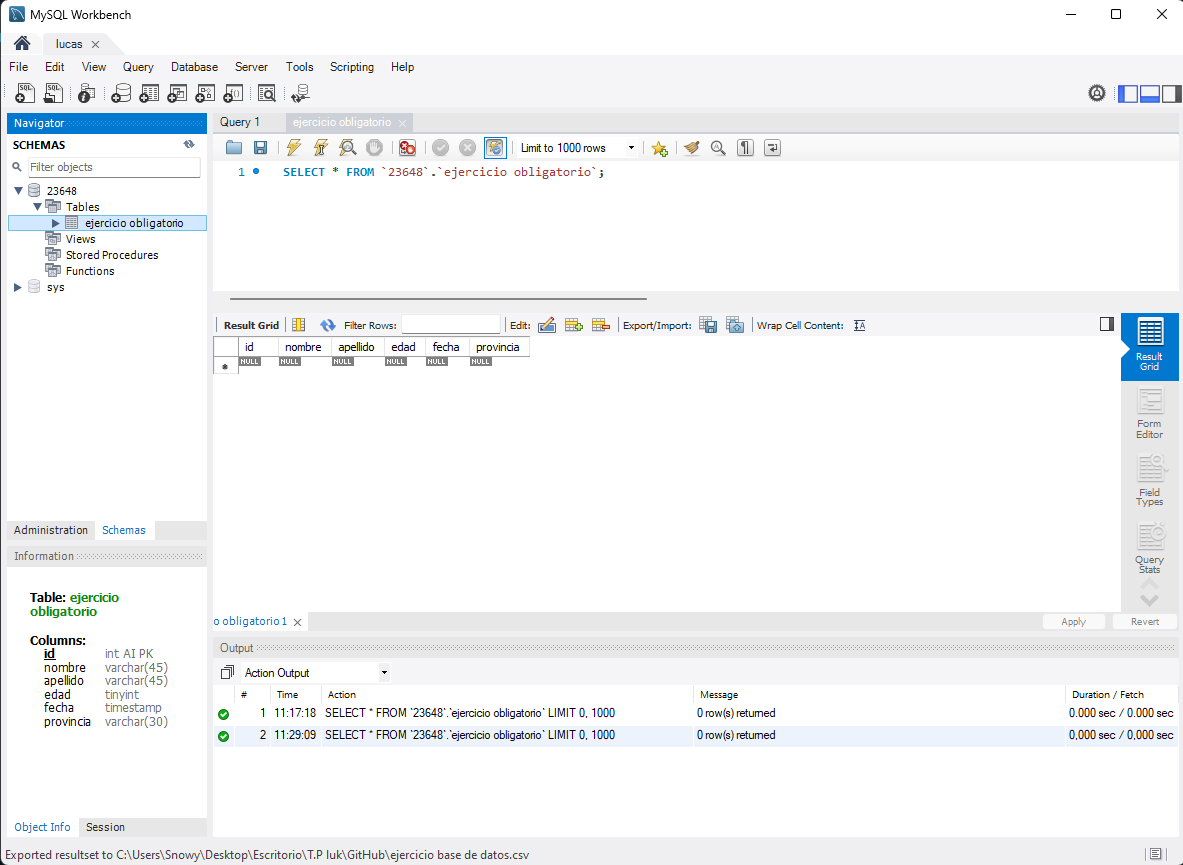 MySQL Workbench
lucas
File Edit View Query Database Server Tools Scripting Help
Navigator
SCHEMAS
Filter objects
23648
Tables
ejercicio obligatorio
Views
Stored Procedures
Functions
sys
Administration Schemas
Information
Table: ejercicio
obligatorio
Columns:
id int AI PK
nombre varchar(45)
apellido varchar(45)
edad tinyint
fecha timestamp
provincia varchar(30)
Object Info Session
Query 1 ejercicio obligatorio
Limit to 1000 rows
1 SELECT * FROM `23648`.`ejercicio obligatorio`;
Result Grid Filter Rows: Edit: Export/Import: Wrap Cell Content:
id nombre apellido edad fecha provincia
NULL NULL NULL NULL NULL NULL
Result
Grid
Form
Editor
Field
Types
Query
Stats
o obligatorio 1 Apply Revert
Output
Action Output
# Time Action Message Duration / Fetch
1 11:17:18 SELECT * FROM `23648`.`ejercicio obligatorio` LIMIT 0, 1000 0 row(s) returned 0.000 sec / 0.000 sec
2 11:29:09 SELECT * FROM `23648`.`ejercicio obligatorio` LIMIT 0, 1000 0 row(s) returned 0,000 sec / 0,000 sec
Exported resultset to C:\Users\Snowy\Desktop\Escritorio\T.P luk\GitHub\ejercicio base de datos.csv